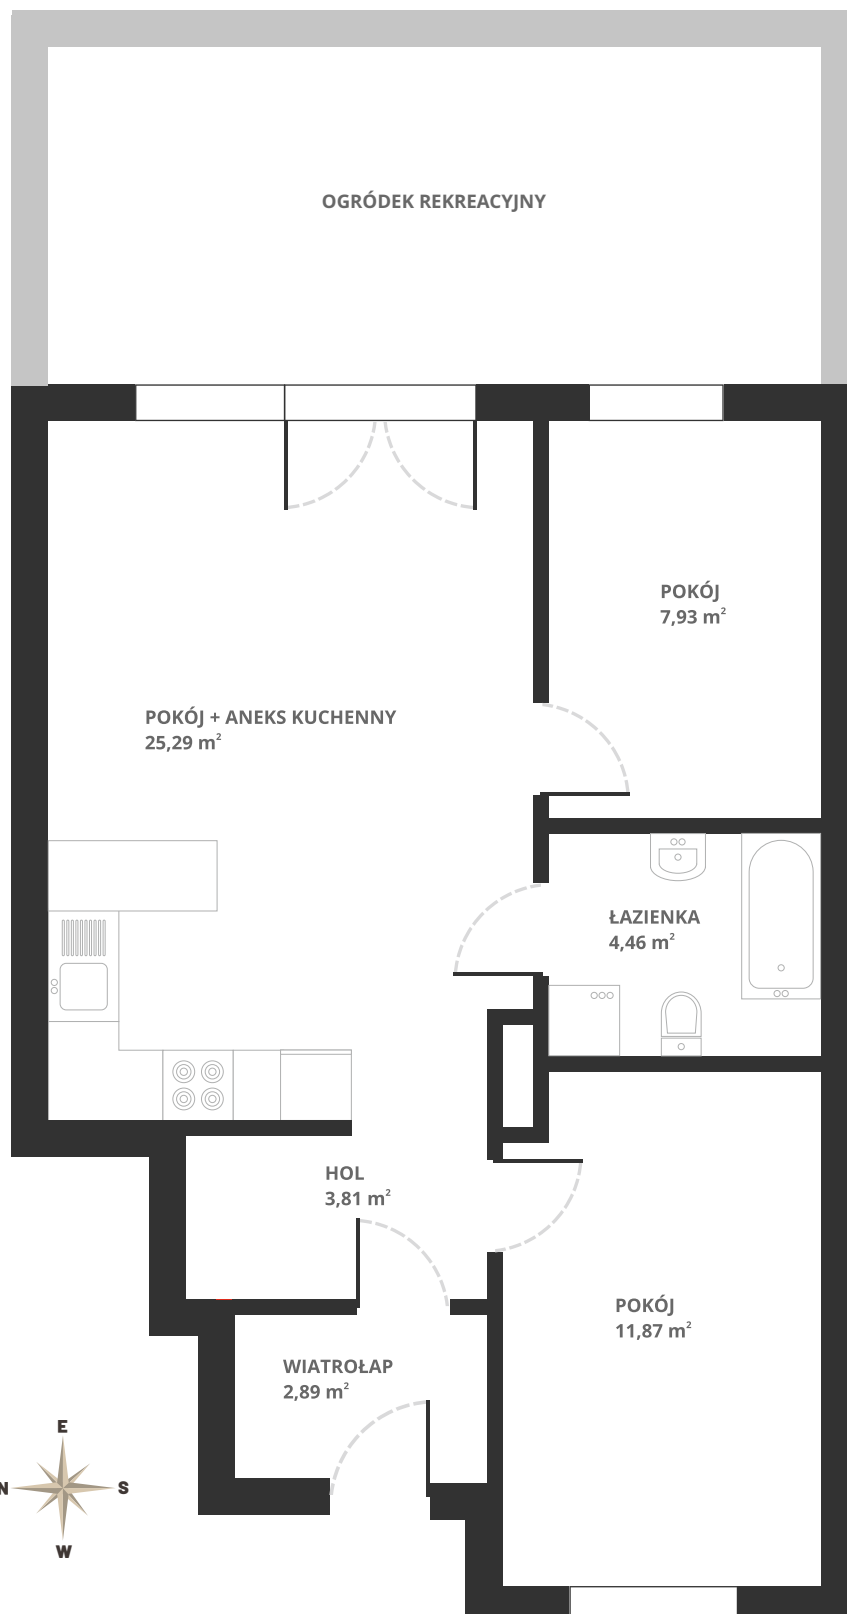 OGRÓDEK REKREACYJNY
POKÓJ
7,93 m²
POKÓJ + ANEKS KUCHENNY
25,29 m²
ŁAZIENKA
4,46 m²
HOL
3,81 m²
POKÓJ
11,87 m²
WIATROŁAP
2,89 m²
E
N S
W